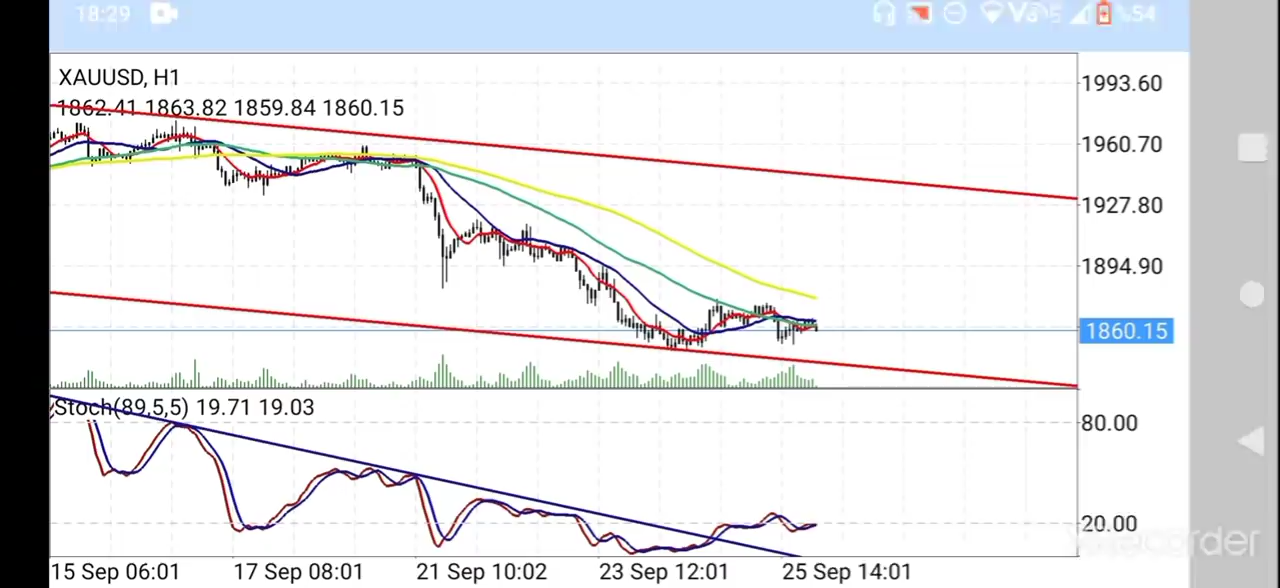 18:29
54
XAUUSD, H1
1862.41 1863.82 1859.84 1860.15
1993.60
1960.70
1927.80
1894.90
1860.15
Stoch(89,5,5) 19.71 19.03
80.00
20.00
15 Sep 06:01 17 Sep 08:01 21 Sep 10:02 23 Sep 12:01 25 Sep 14:01